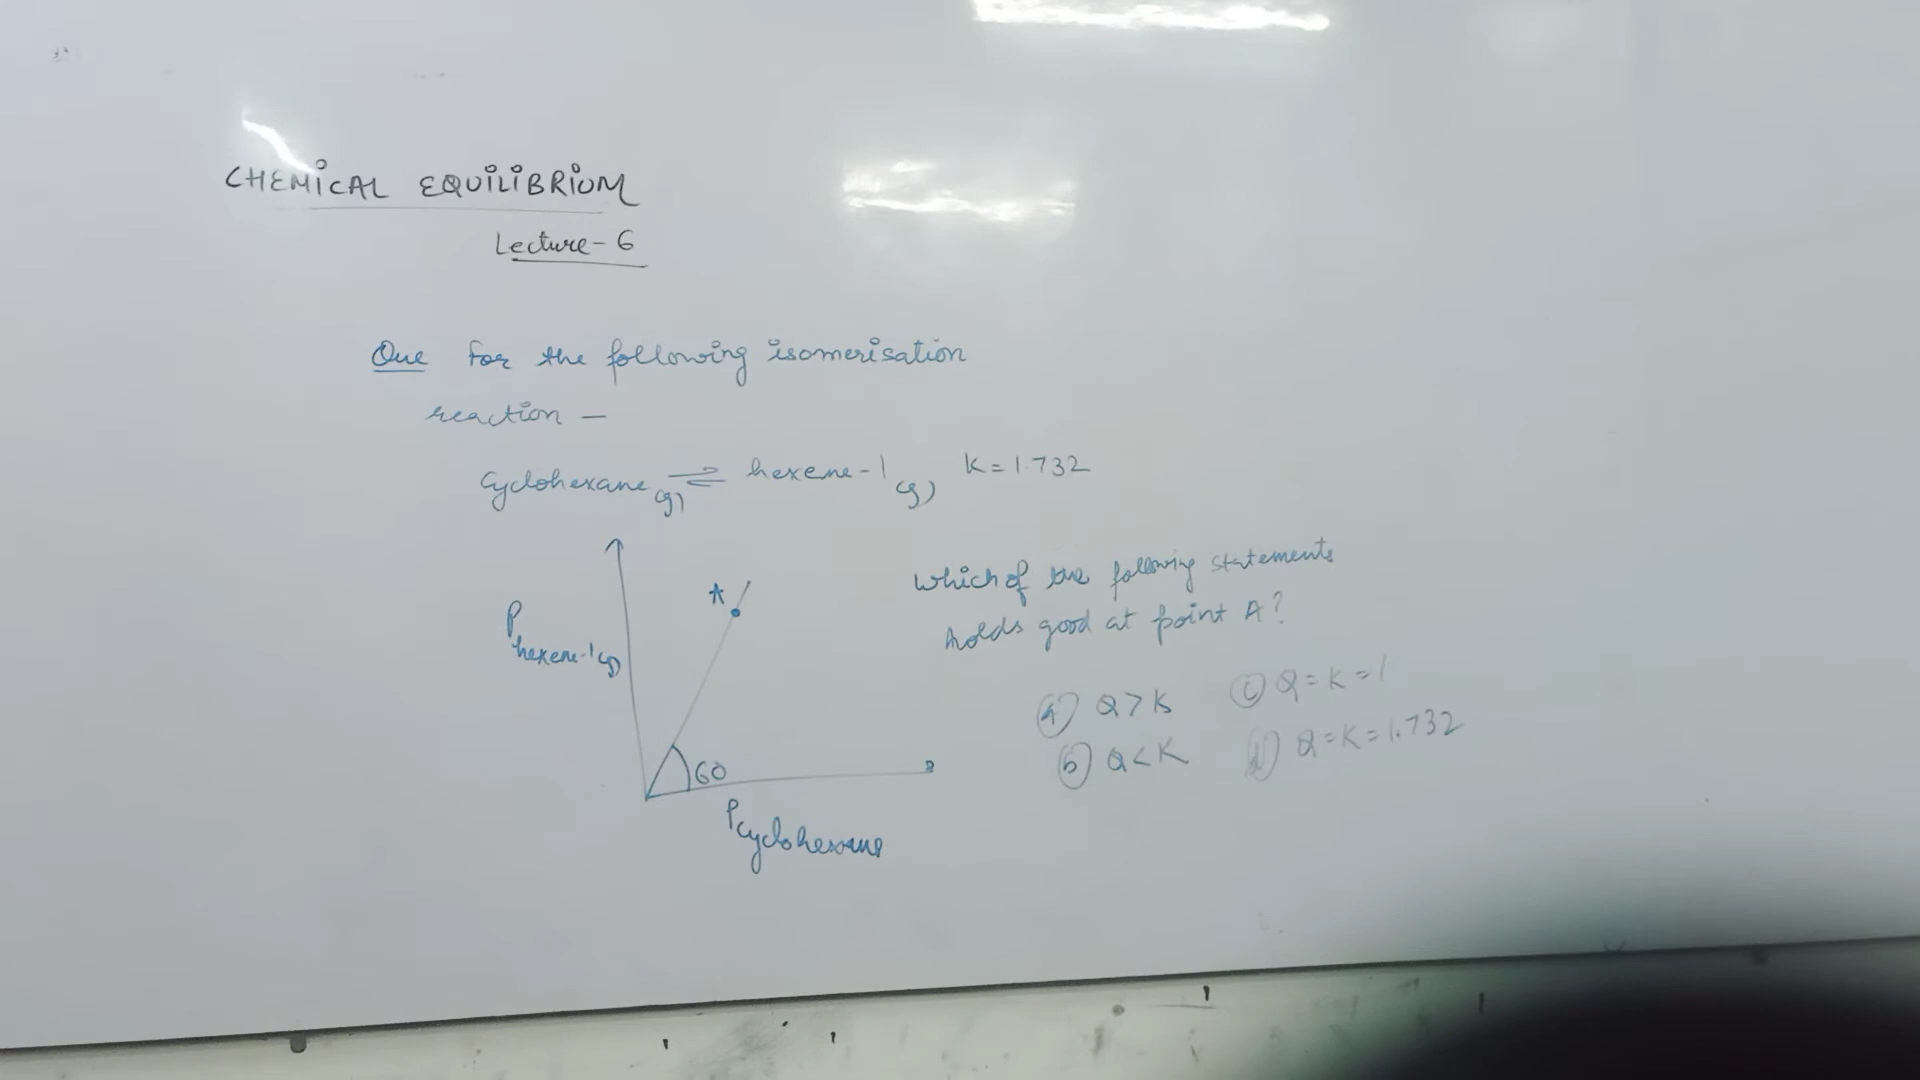 CHEMICAL EQUILIBRIUM
Lecture-6
Que For the following isomerisation
reaction —
Cyclohexane(g) ⇌ hexene-1(g) K=1.732
A
P hexene-1(g)
60
Pcyclohexane
Which of the following statements
holds good at point A?
(a) Q>K (c) Q=K=1
(b) Q<K (d) Q=K=1.732